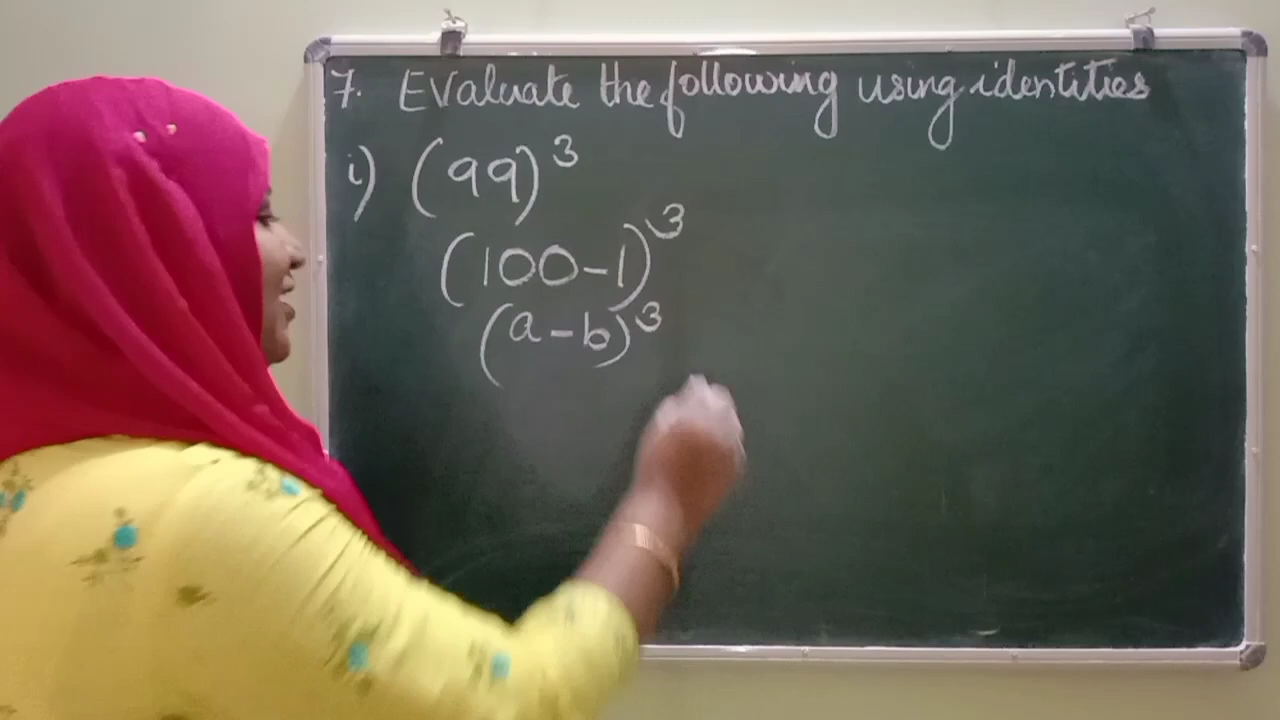 7. Evaluate the following using identities
i) (99)³
(100-1)³
(a-b)³